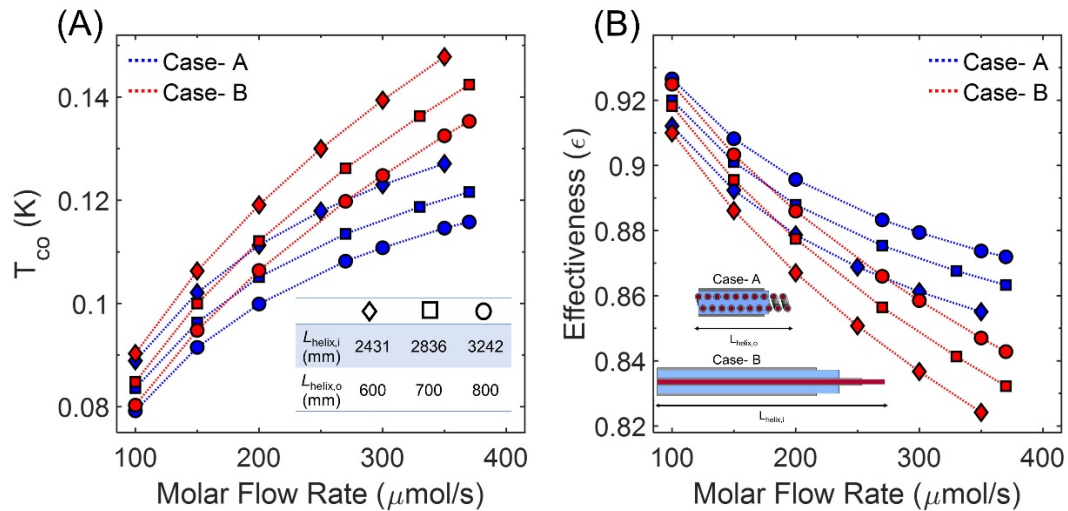 (A)
Case- A
Case- B
0.14
0.12
0.1
0.08
T_co (K)
100
200
300
400
Molar Flow Rate (μmol/s)
L_helix,i (mm) 2431 2836 3242
L_helix,o (mm) 600 700 800
(B)
Case- A
Case- B
0.92
0.9
0.88
0.86
0.84
0.82
Effectiveness (ϵ)
100
200
300
400
Molar Flow Rate (μmol/s)
Case- A
L_helix,o
Case- B
L_helix,i